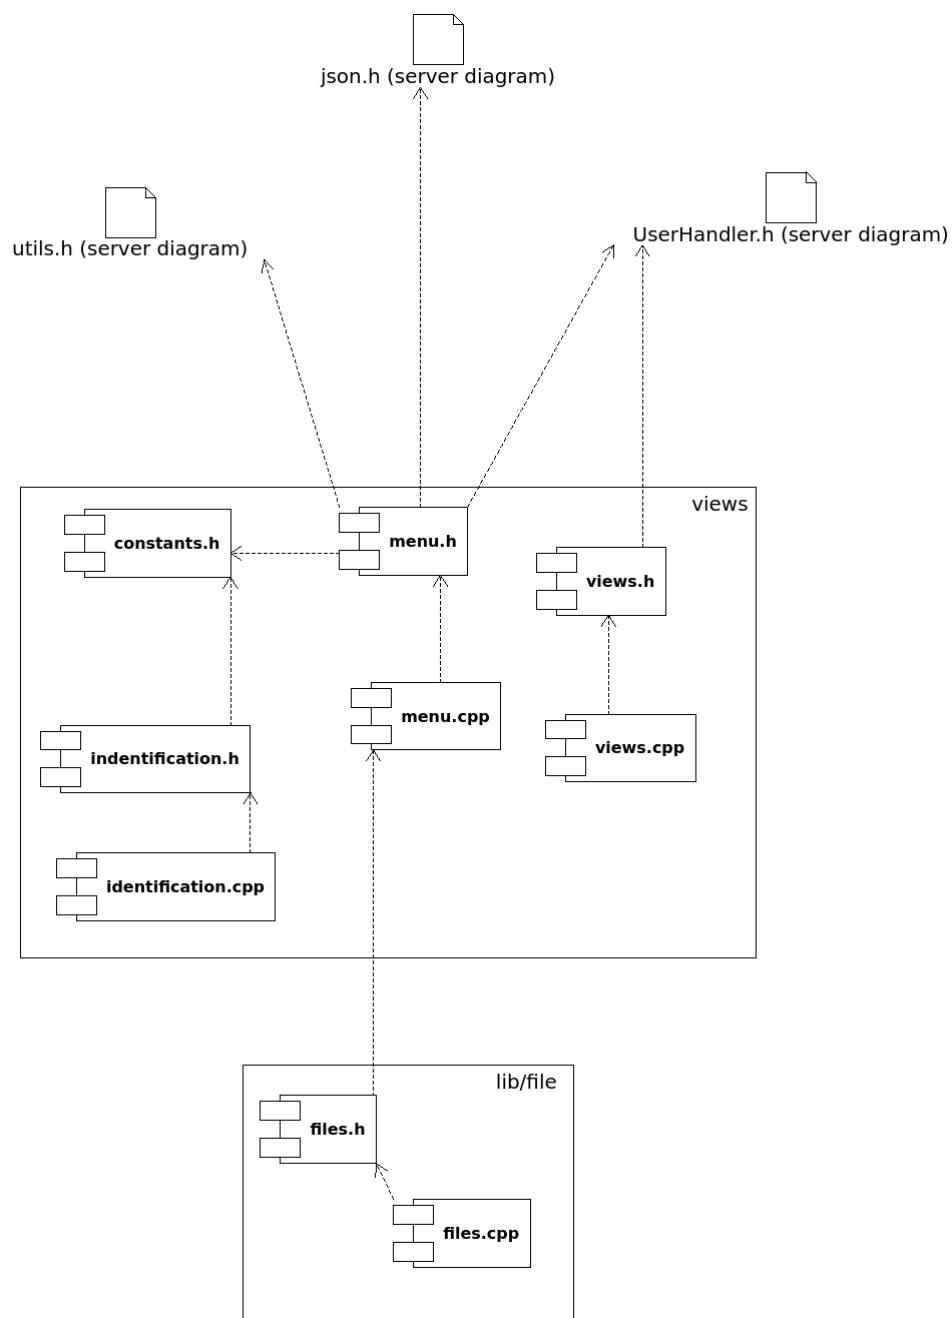 json.h (server diagram)
UserHandler.h (server diagram)
utils.h (server diagram)
views
constants.h
menu.h
views.h
menu.cpp
views.cpp
indentification.h
identification.cpp
lib/file
files.h
files.cpp